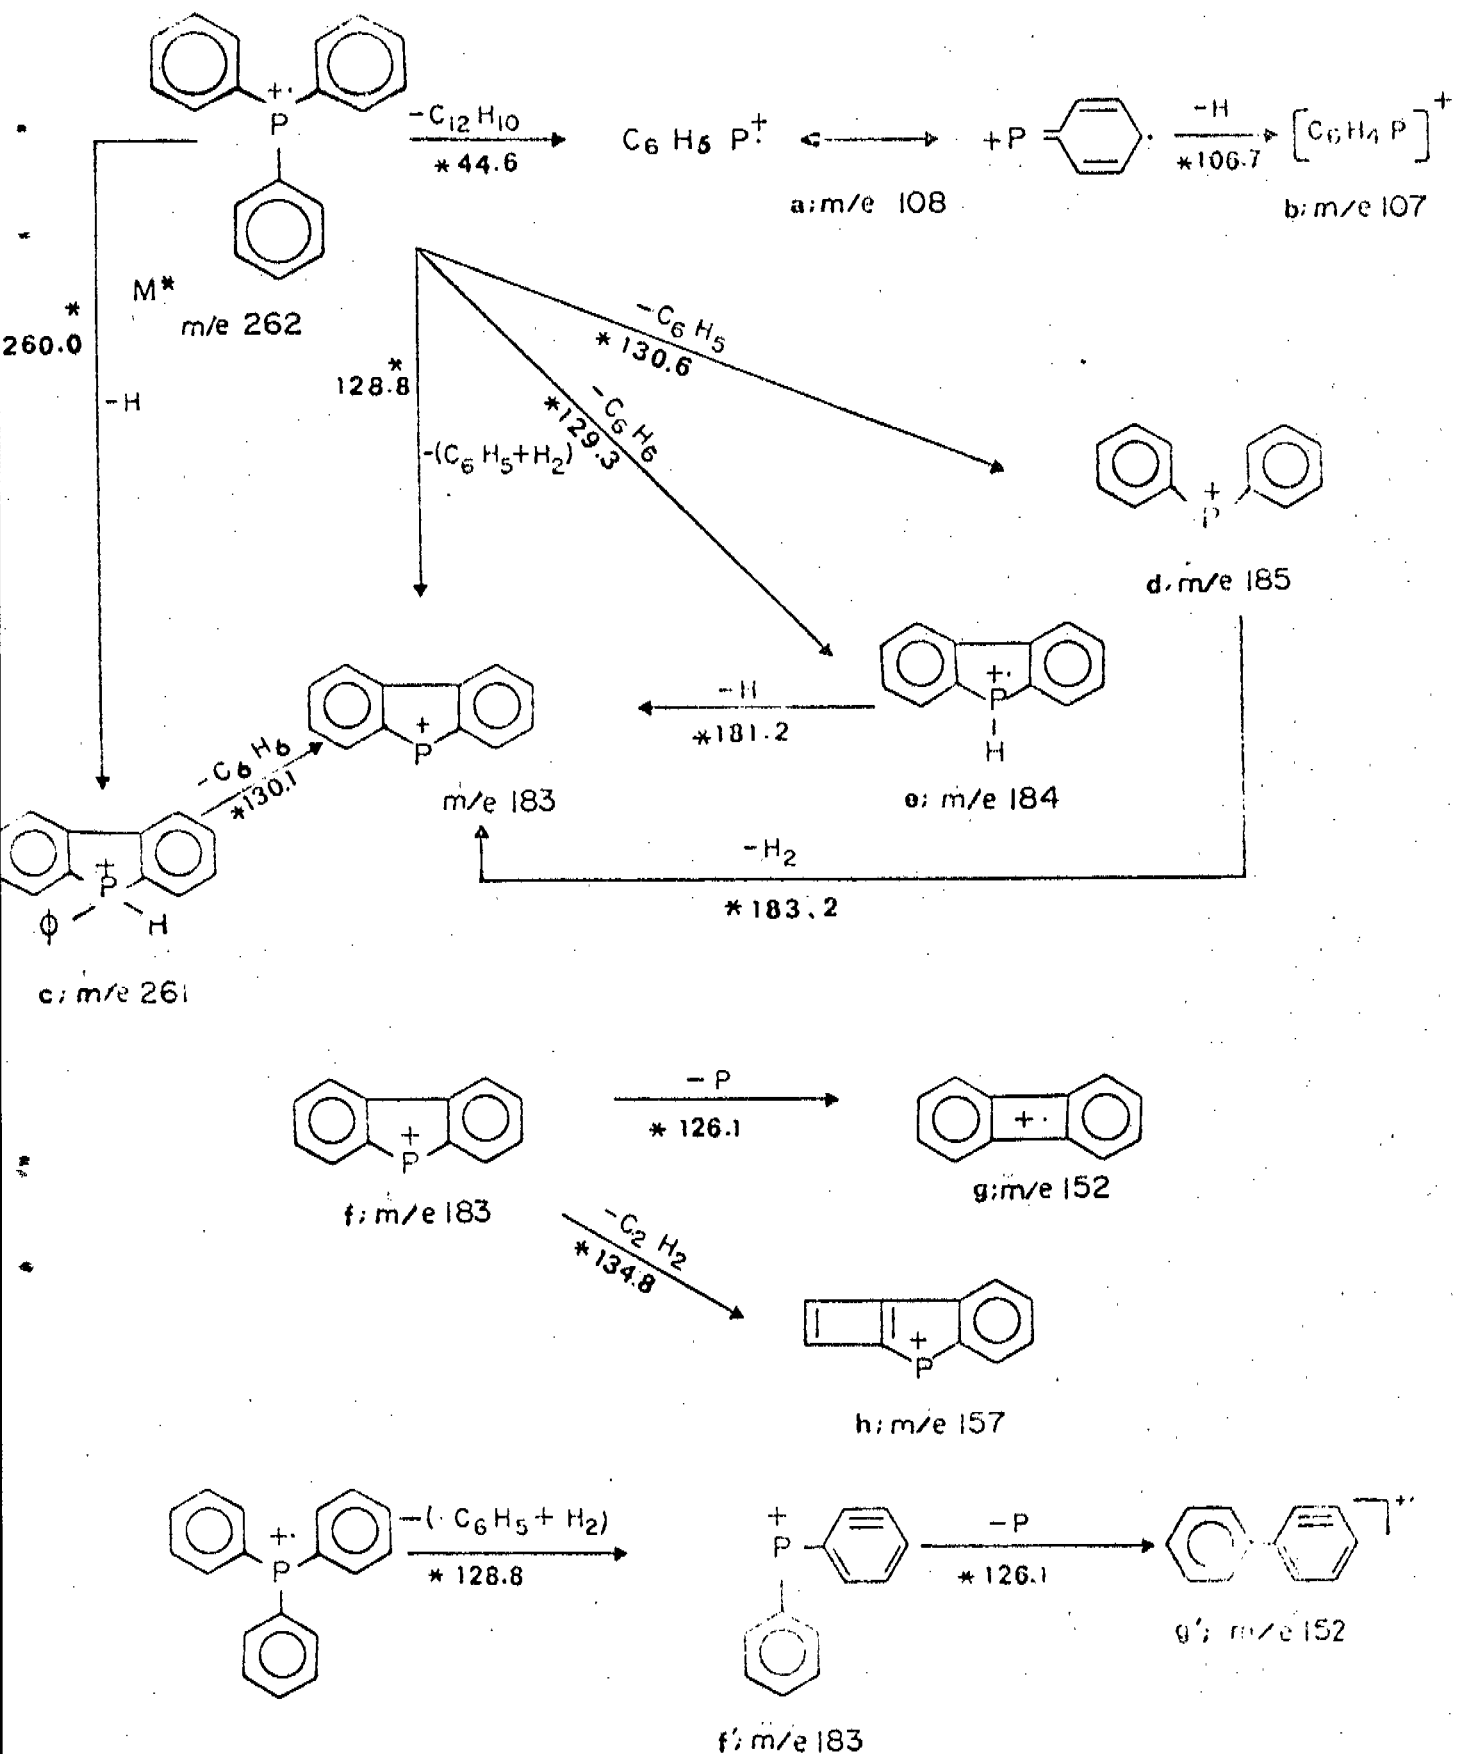 +·
P
-C12H10
* 44.6
C6H5P+·
+P
-H
*106.7
[C6H4P]+
a; m/e 108
b; m/e 107
M*
m/e 262
*
260.0
-H
*
128.8
-(C6H5+H2)
-C6H6
*129.3
-C6H5
* 130.6
+
P
d, m/e 185
+
P
m/e 183
-H
*181.2
+·
P
H
e; m/e 184
-C6H6
*130.1
-H2
* 183.2
+
P
φ
H
c; m/e 261
+
P
f; m/e 183
-P
* 126.1
+·
g; m/e 152
-C2H2
* 134.8
+
P
h; m/e 157
+·
P
-(·C6H5+H2)
* 128.8
+
P
f'; m/e 183
-P
* 126.1
+·
g'; m/e 152